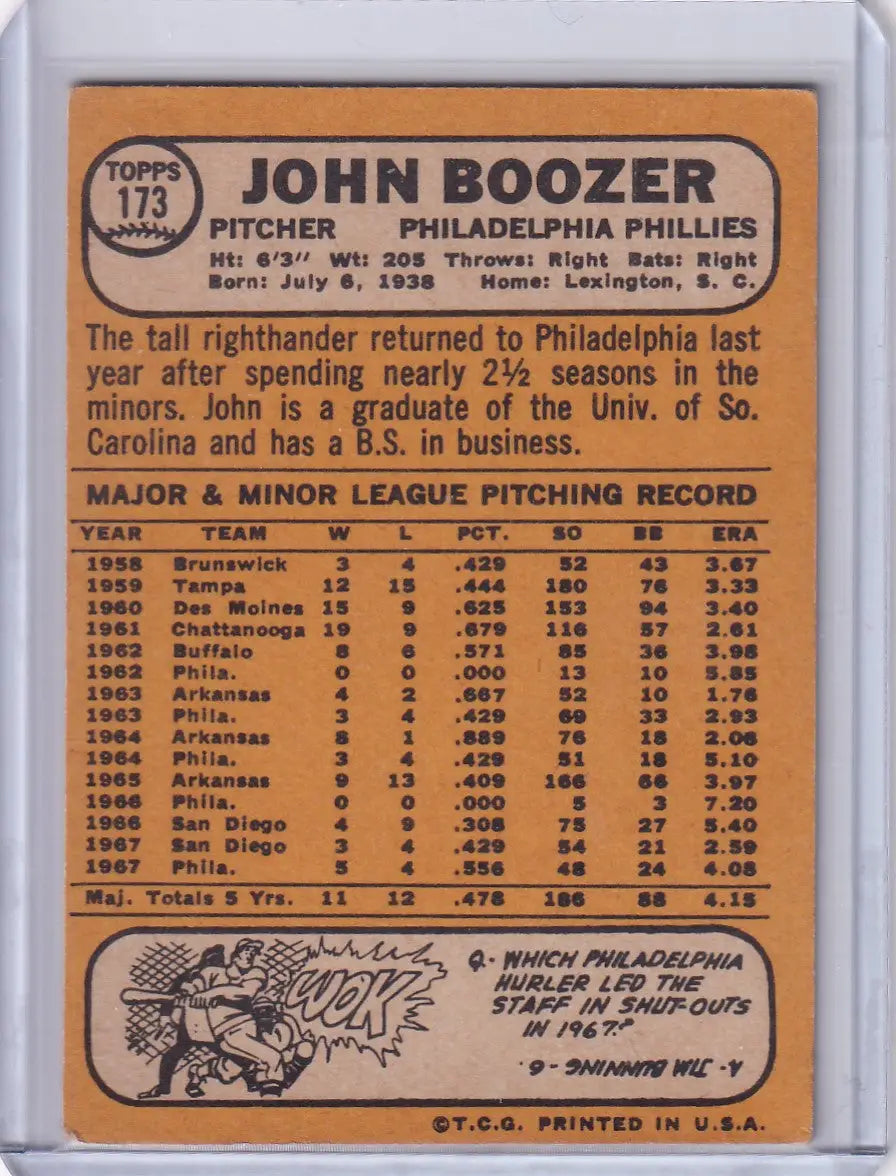 TOPPS
173
JOHN BOOZER
PITCHER PHILADELPHIA PHILLIES
Ht: 6'3" Wt: 205 Throws: Right Bats: Right
Born: July 6, 1938 Home: Lexington, S. C.
The tall righthander returned to Philadelphia last
year after spending nearly 2½ seasons in the
minors. John is a graduate of the Univ. of So.
Carolina and has a B.S. in business.
MAJOR & MINOR LEAGUE PITCHING RECORD
YEAR TEAM W L PCT. SO BB ERA
1958 Brunswick 3 4 .429 52 43 3.67
1959 Tampa 12 15 .444 180 76 3.33
1960 Des Moines 15 9 .625 153 94 3.40
1961 Chattanooga 19 9 .679 116 57 2.61
1962 Buffalo 8 6 .571 85 36 3.98
1962 Phila. 0 0 .000 13 10 5.85
1963 Arkansas 4 2 .667 52 10 1.76
1963 Phila. 3 4 .429 69 33 2.93
1964 Arkansas 8 1 .889 76 18 2.06
1964 Phila. 3 4 .429 51 18 5.10
1965 Arkansas 9 13 .409 166 66 3.97
1966 Phila. 0 0 .000 5 3 7.20
1966 San Diego 4 9 .308 75 27 5.40
1967 San Diego 3 4 .429 54 21 2.59
1967 Phila. 5 4 .556 48 24 4.08
Maj. Totals 5 Yrs. 11 12 .478 186 88 4.15
WOK
Q- WHICH PHILADELPHIA
HURLER LED THE
STAFF IN SHUT-OUTS
IN 1967?
A- JIM BUNNING - 6.
©T.C.G. PRINTED IN U.S.A.